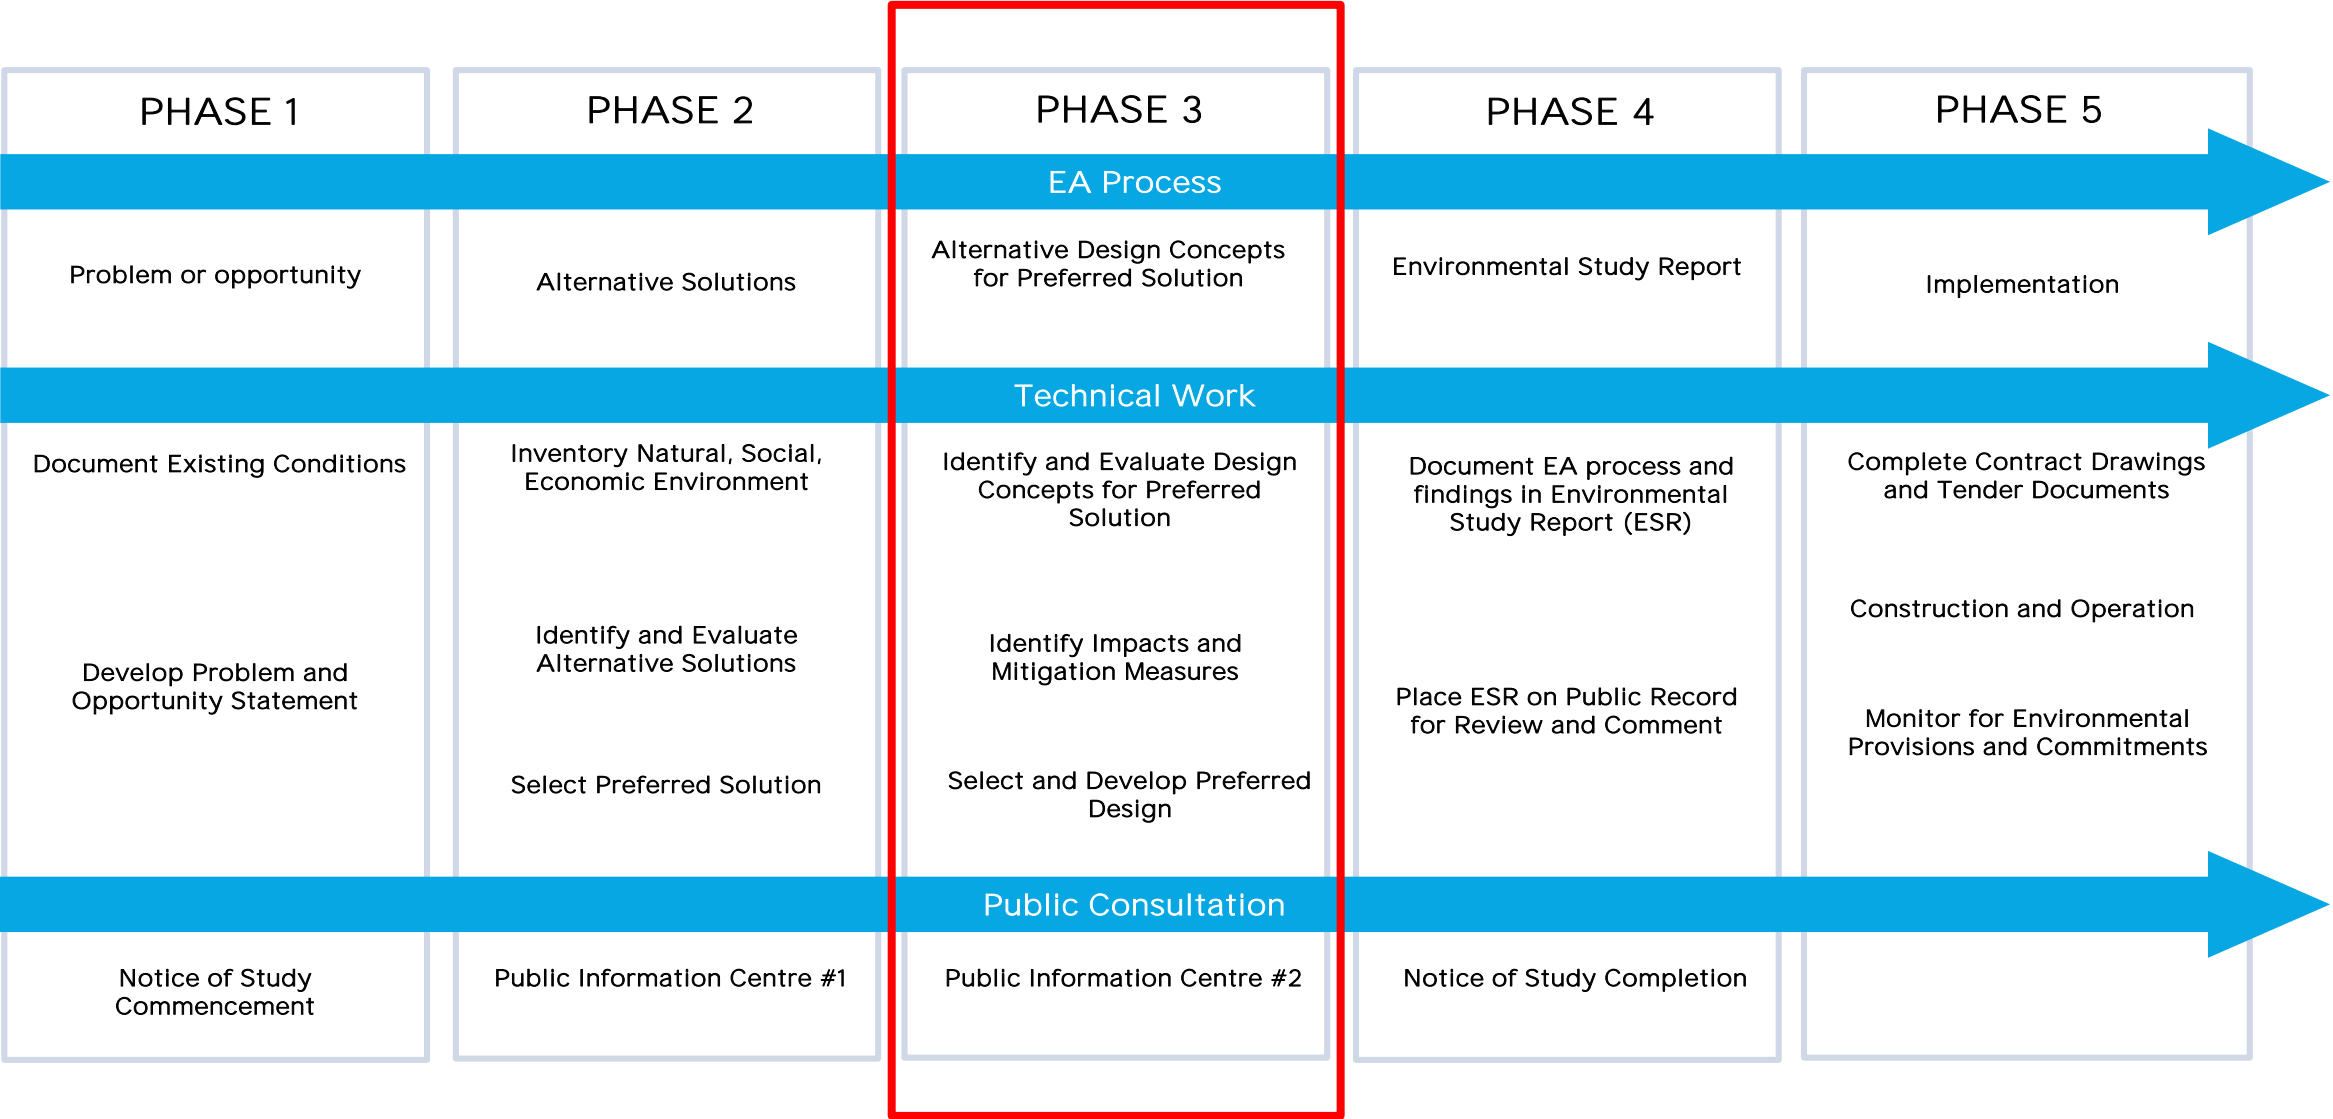 PHASE 1
PHASE 2
PHASE 3
PHASE 4
PHASE 5
EA Process
Problem or opportunity
Alternative Solutions
Alternative Design Concepts
for Preferred Solution
Environmental Study Report
Implementation
Technical Work
Document Existing Conditions
Develop Problem and
Opportunity Statement
Inventory Natural, Social,
Economic Environment
Identify and Evaluate
Alternative Solutions
Select Preferred Solution
Identify and Evaluate Design
Concepts for Preferred
Solution
Identify Impacts and
Mitigation Measures
Select and Develop Preferred
Design
Document EA process and
findings in Environmental
Study Report (ESR)
Place ESR on Public Record
for Review and Comment
Complete Contract Drawings
and Tender Documents
Construction and Operation
Monitor for Environmental
Provisions and Commitments
Public Consultation
Notice of Study
Commencement
Public Information Centre #1
Public Information Centre #2
Notice of Study Completion